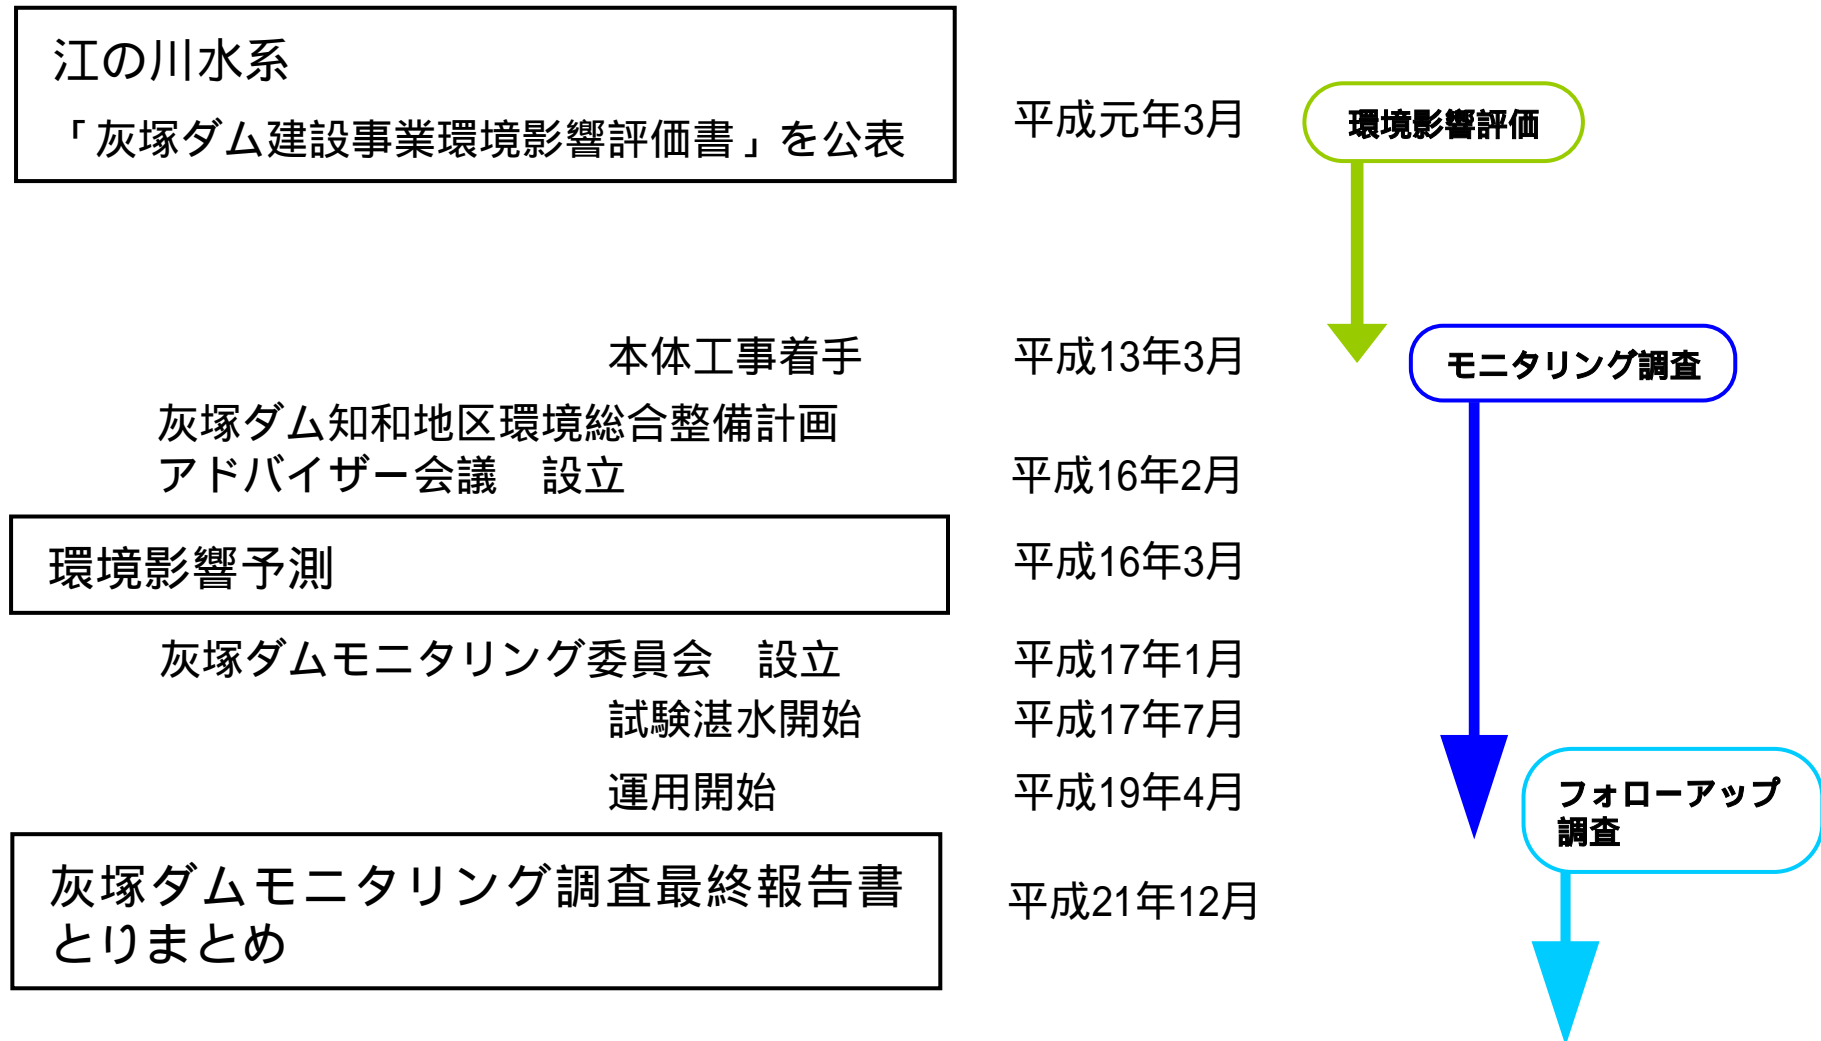 江の川水系
「灰塚ダム建設事業環境影響評価書」を公表
平成元年3月
環境影響評価
本体工事着手
平成13年3月
モニタリング調査
灰塚ダム知和地区環境総合整備計画
アドバイザー会議　設立
平成16年2月
環境影響予測
平成16年3月
灰塚ダムモニタリング委員会　設立
平成17年1月
試験湛水開始
平成17年7月
運用開始
平成19年4月
フォローアップ
調査
灰塚ダムモニタリング調査最終報告書
とりまとめ
平成21年12月